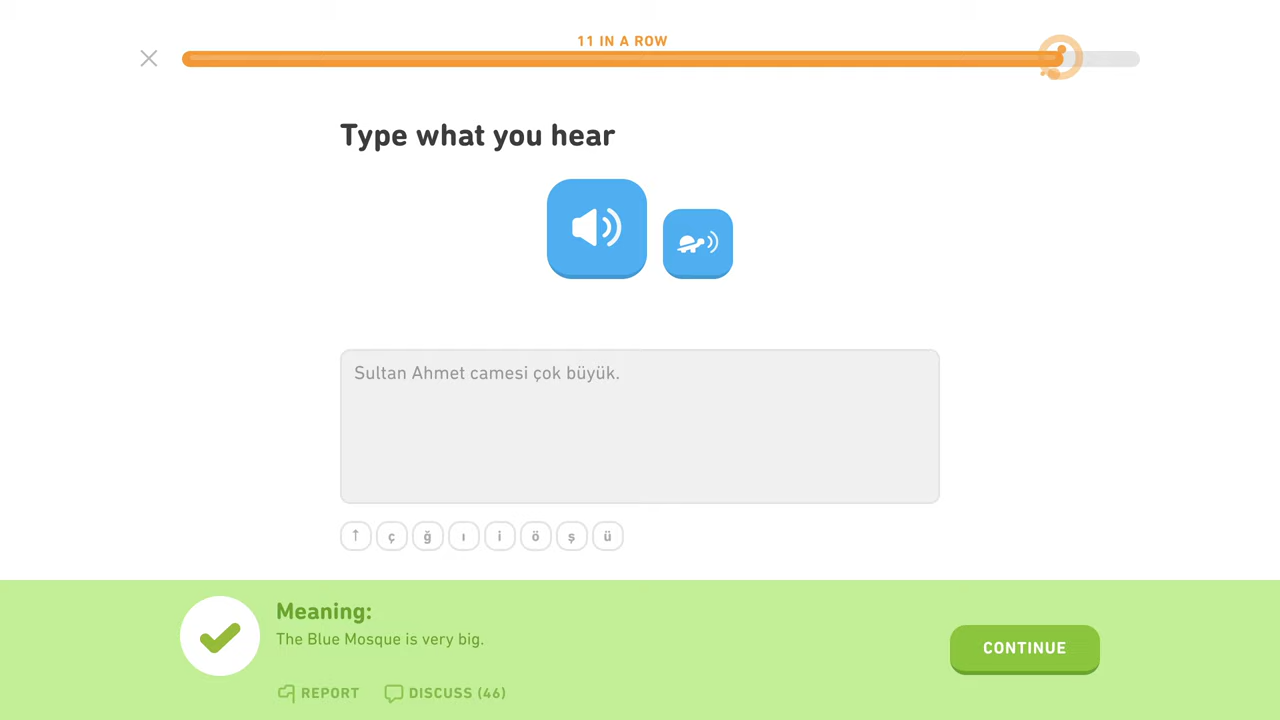 11 IN A ROW
Type what you hear
Sultan Ahmet camesi çok büyük.
↑ ç ğ ı i ö ş ü
Meaning:
The Blue Mosque is very big.
CONTINUE
REPORT DISCUSS (46)